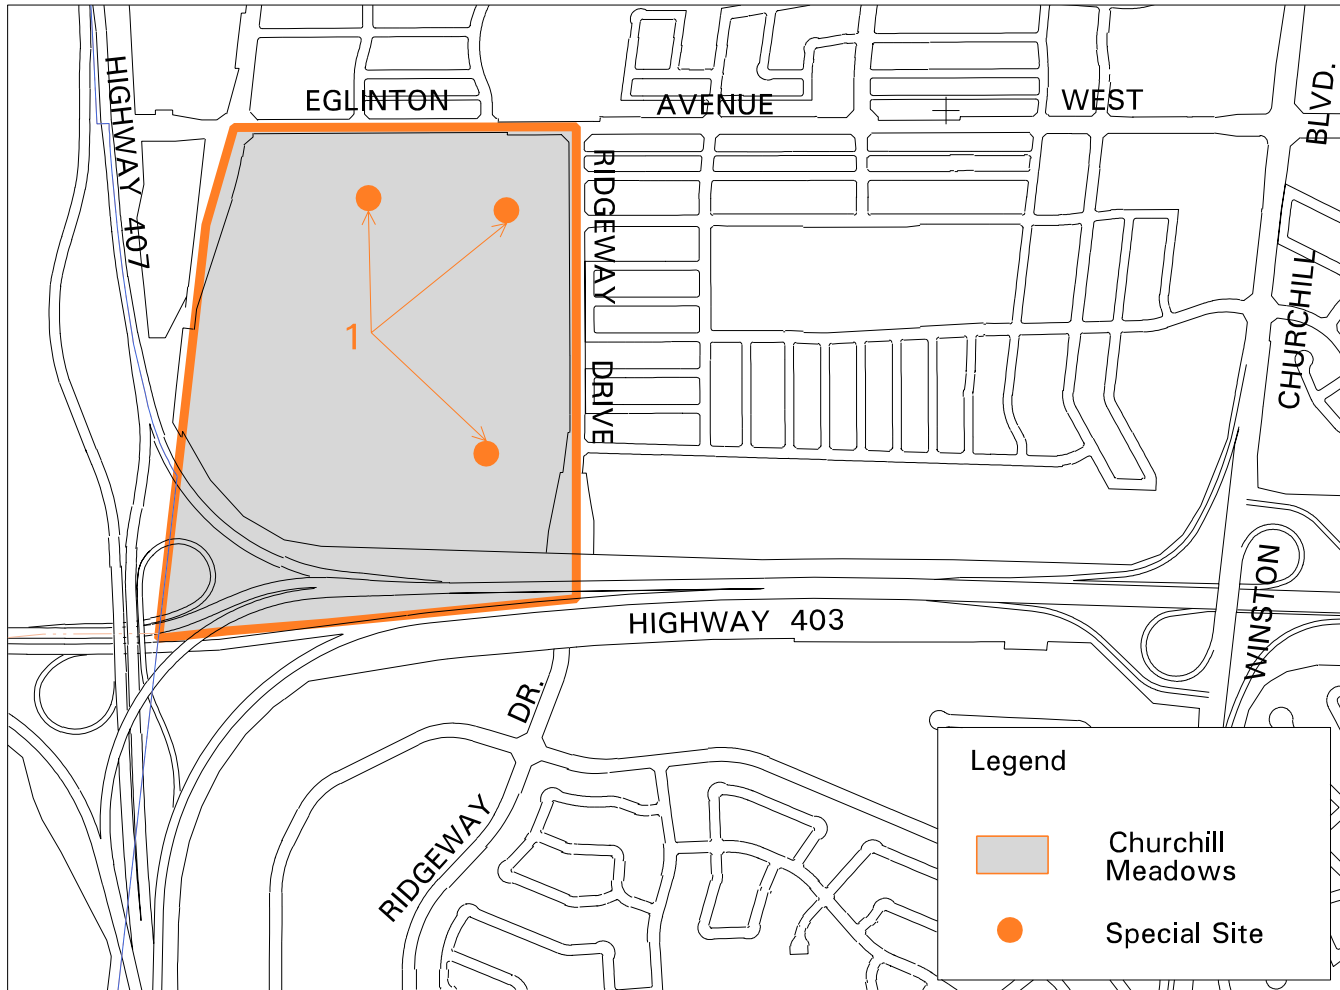 EGLINTON AVENUE WEST
HIGHWAY 407
BLVD.
RIDGEWAY DRIVE
CHURCHILL
1
WINSTON
HIGHWAY 403
DR.
RIDGEWAY
Legend
Churchill
Meadows
Special Site